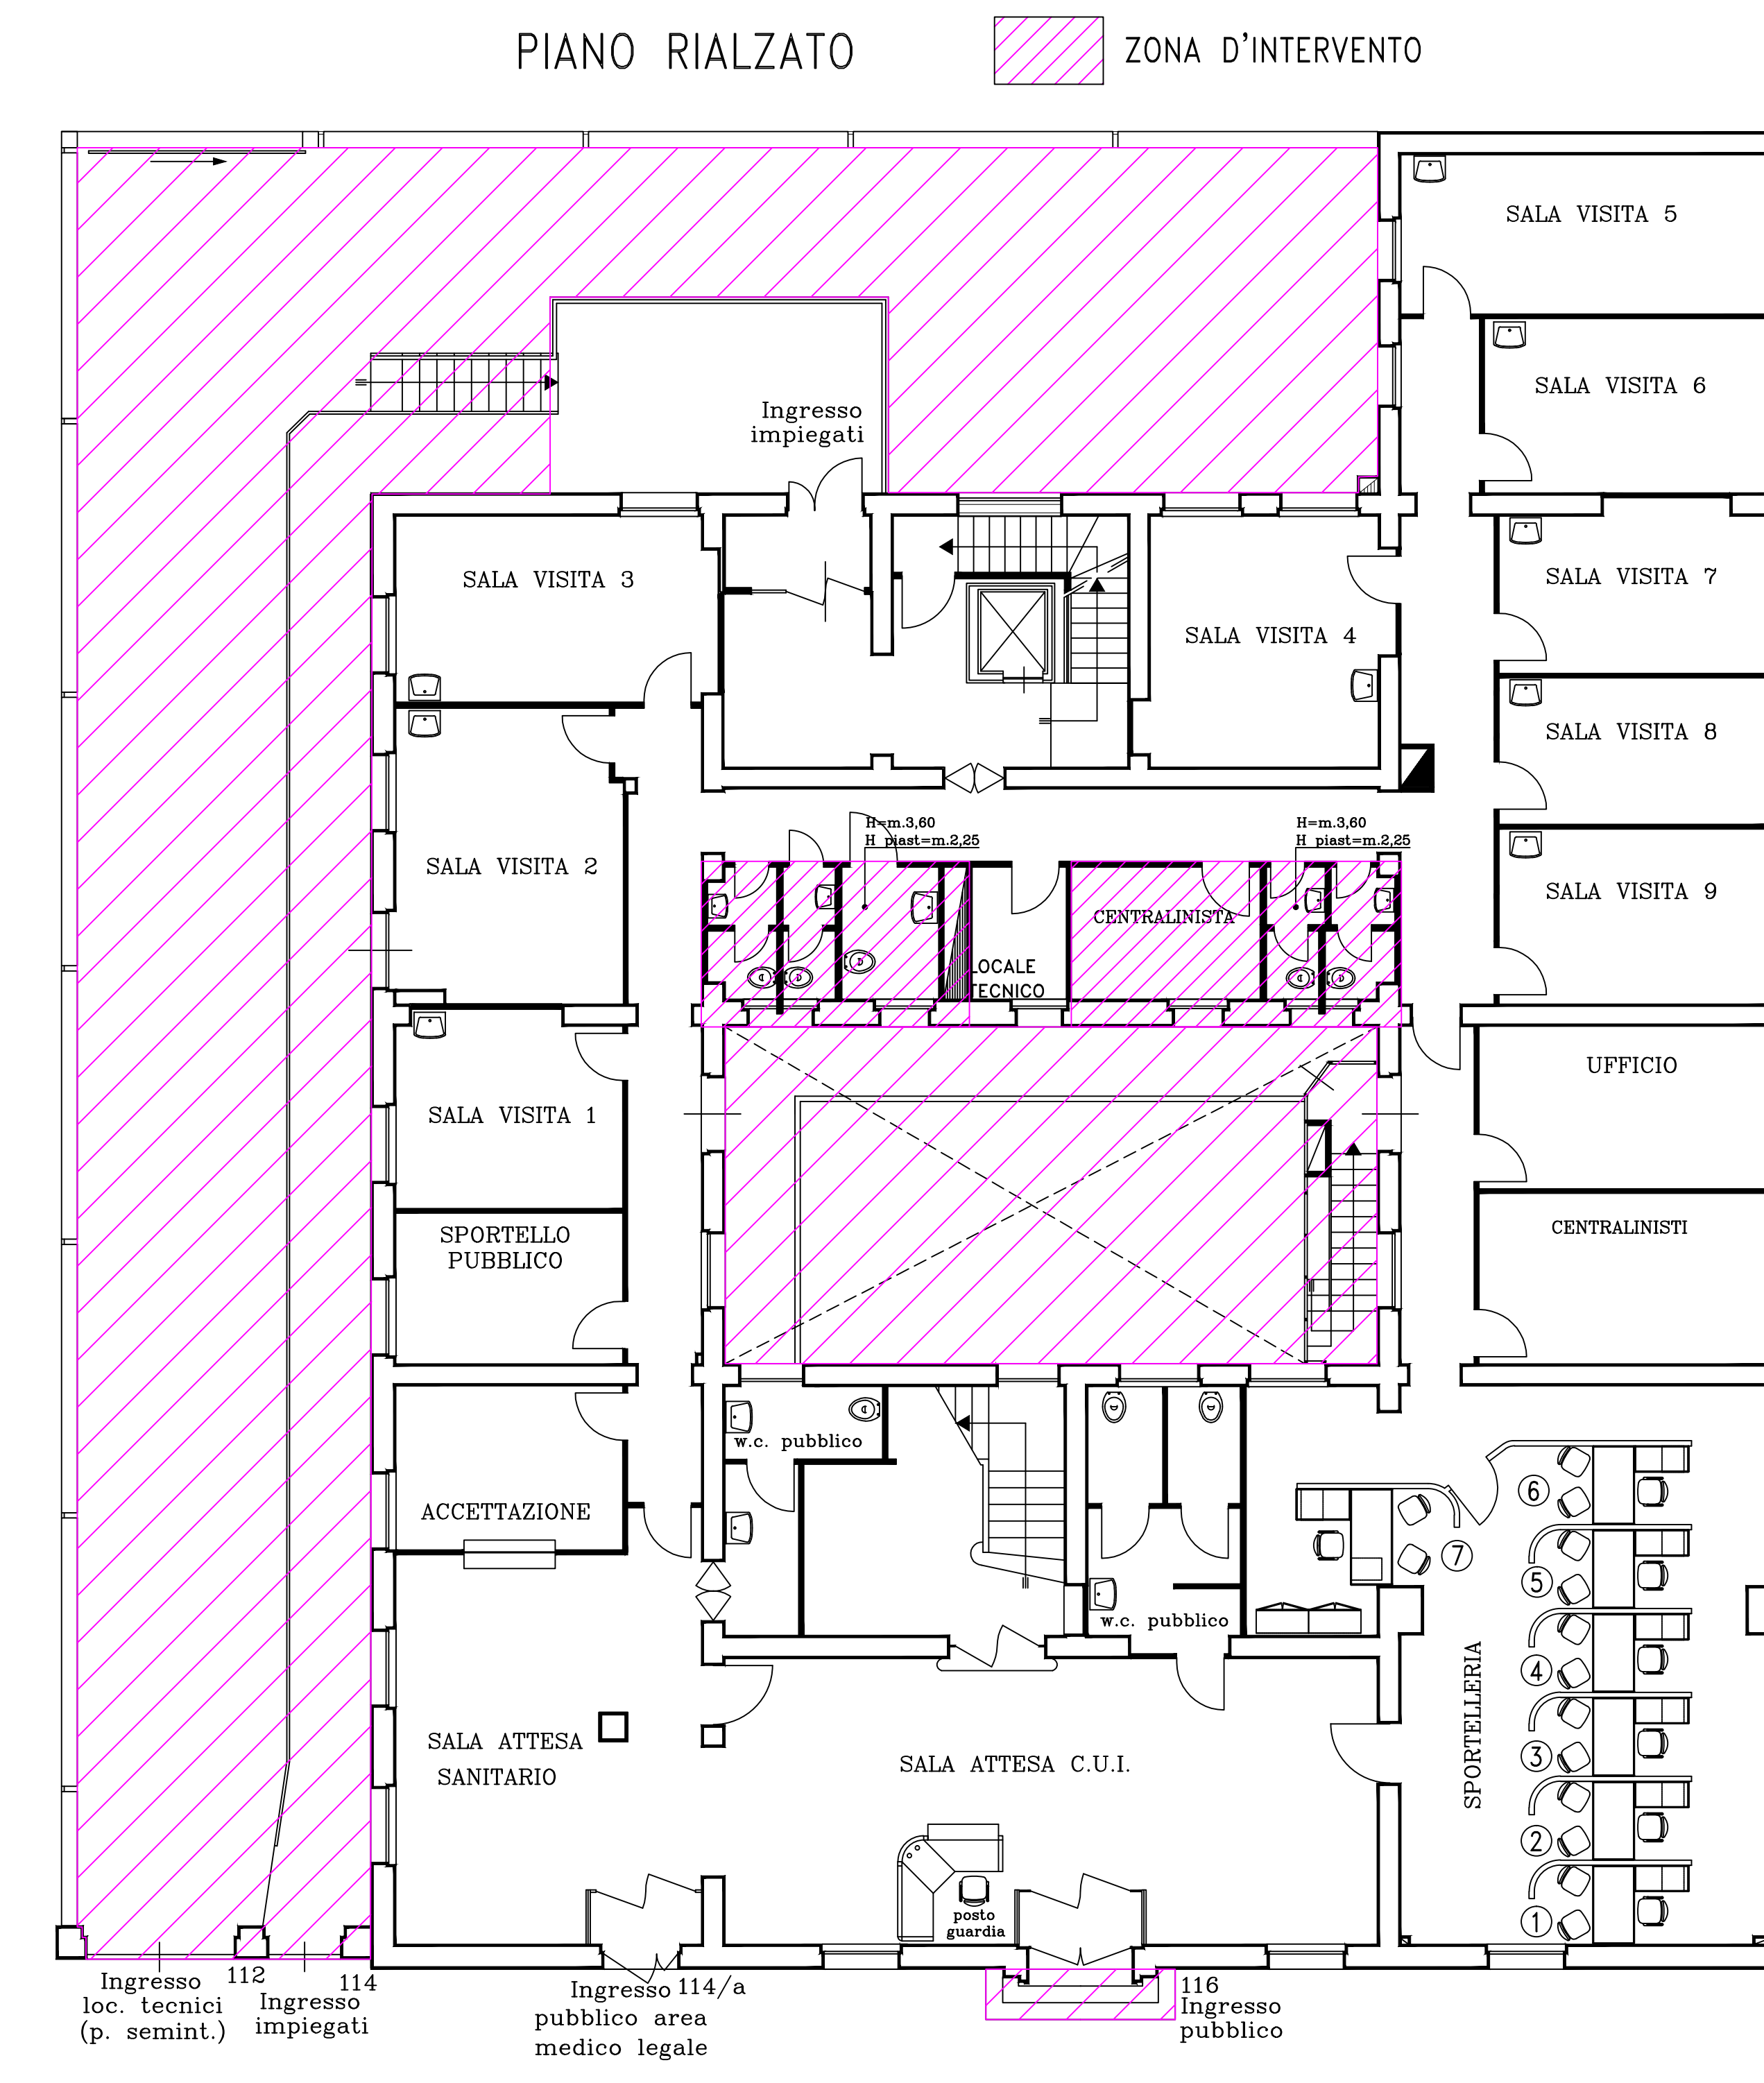 PIANO RIALZATO
ZONA D'INTERVENTO
SALA VISITA 5
SALA VISITA 6
Ingresso
impiegati
SALA VISITA 3
SALA VISITA 7
SALA VISITA 4
SALA VISITA 8
H=m.3,60
H piast=m.2,25
H=m.3,60
H piast=m.2,25
SALA VISITA 2
SALA VISITA 9
CENTRALINISTA
LOCALE
TECNICO
UFFICIO
SALA VISITA 1
SPORTELLO
PUBBLICO
CENTRALINISTI
w.c. pubblico
ACCETTAZIONE
6
7
5
w.c. pubblico
4
SPORTELLERIA
SALA ATTESA
SANITARIO
SALA ATTESA C.U.I.
3
2
posto
guardia
1
Ingresso
loc. tecnici
(p. semint.)
112
114
Ingresso
impiegati
Ingresso 114/a
pubblico area
medico legale
116
Ingresso
pubblico